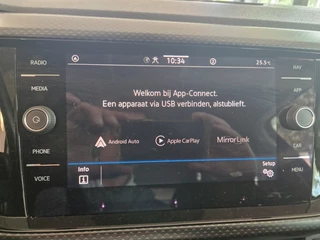 10:34
23.5°
RADIO
NAV
MEDIA
APP
Welkom bij App-Connect.
Een apparaat via USB verbinden, alstublieft.
Android Auto
Apple CarPlay
MirrorLink
PHONE
CAR
VOICE
MENU
Info
Setup